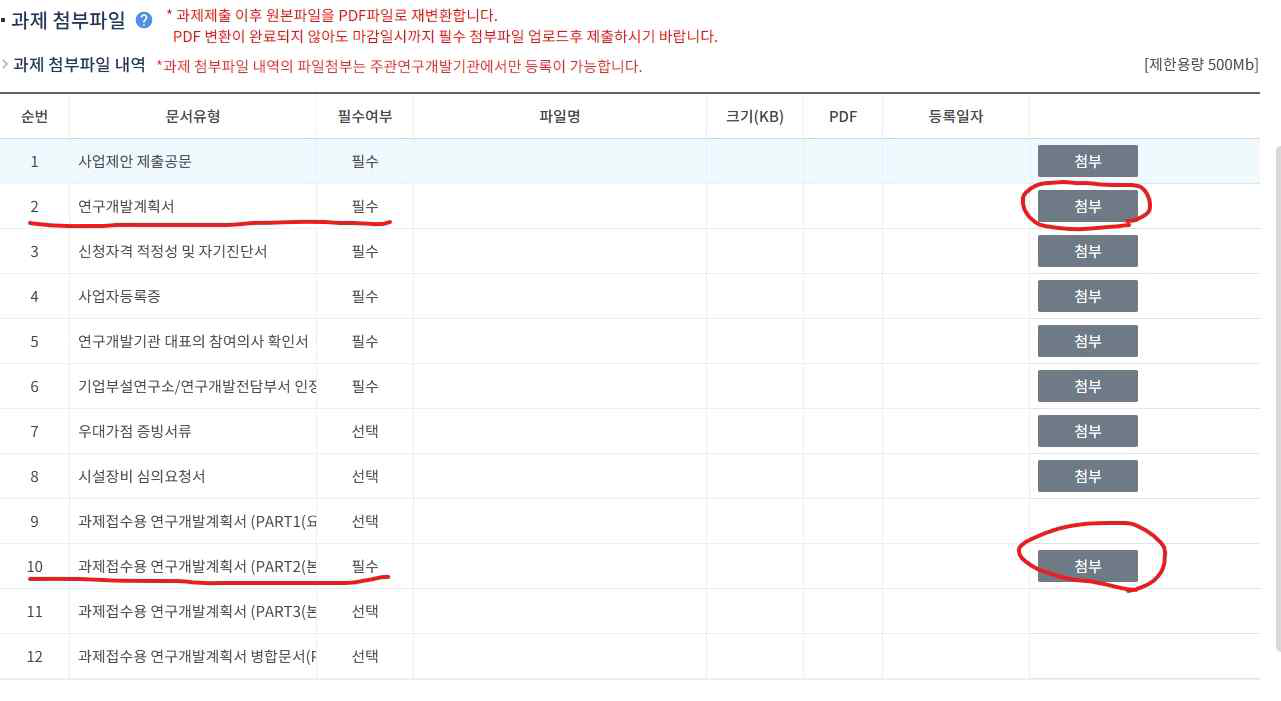 과제 첨부파일 ?
* 과제제출 이후 원본파일을 PDF파일로 재변환합니다.
PDF 변환이 완료되지 않아도 마감일시까지 필수 첨부파일 업로드후 제출하시기 바랍니다.
과제 첨부파일 내역 *과제 첨부파일 내역의 파일첨부는 주관연구개발기관에서만 등록이 가능합니다. [제한용량 500Mb]
순번 문서유형 필수여부 파일명 크기(KB) PDF 등록일자
1 사업제안 제출공문 필수 첨부
2 연구개발계획서 필수 첨부
3 신청자격 적정성 및 자기진단서 필수 첨부
4 사업자등록증 필수 첨부
5 연구개발기관 대표의 참여의사 확인서 필수 첨부
6 기업부설연구소/연구개발전담부서 인정 필수 첨부
7 우대가점 증빙서류 선택 첨부
8 시설장비 심의요청서 선택 첨부
9 과제접수용 연구개발계획서 (PART1(요 선택
10 과제접수용 연구개발계획서 (PART2(본 필수 첨부
11 과제접수용 연구개발계획서 (PART3(본 선택
12 과제접수용 연구개발계획서 병합문서(P 선택